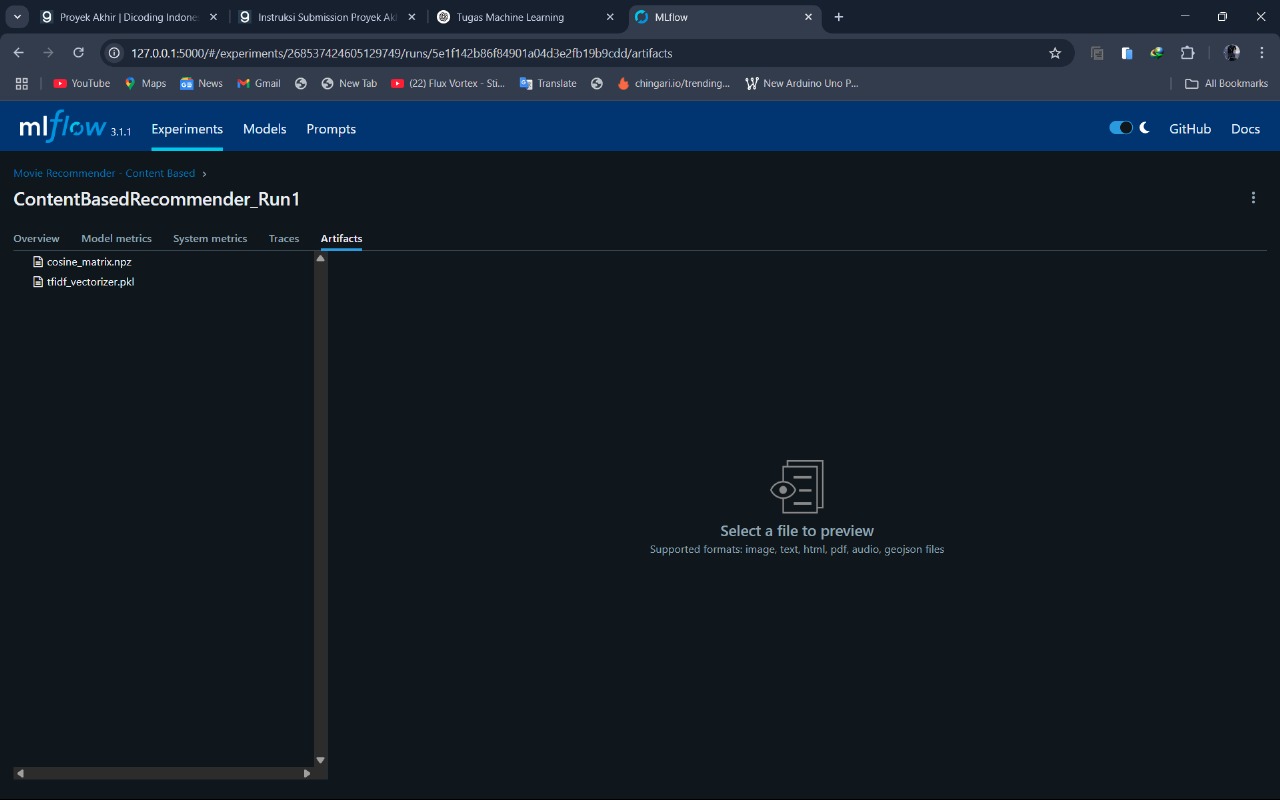 Proyek Akhir | Dicoding Indone
Instruksi Submission Proyek Ak
Tugas Machine Learning
MLflow
127.0.0.1:5000/#/experiments/268537424605129749/runs/5e1f142b86f84901a04d3e2fb19b9cdd/artifacts
YouTube
Maps
News
Gmail
New Tab
(22) Flux Vortex - Sti...
Translate
chingari.io/trending...
New Arduino Uno P...
All Bookmarks
mlflow 3.1.1
Experiments
Models
Prompts
GitHub
Docs
Movie Recommender - Content Based
ContentBasedRecommender_Run1
Overview
Model metrics
System metrics
Traces
Artifacts
cosine_matrix.npz
tfidf_vectorizer.pkl
Select a file to preview
Supported formats: image, text, html, pdf, audio, geojson files